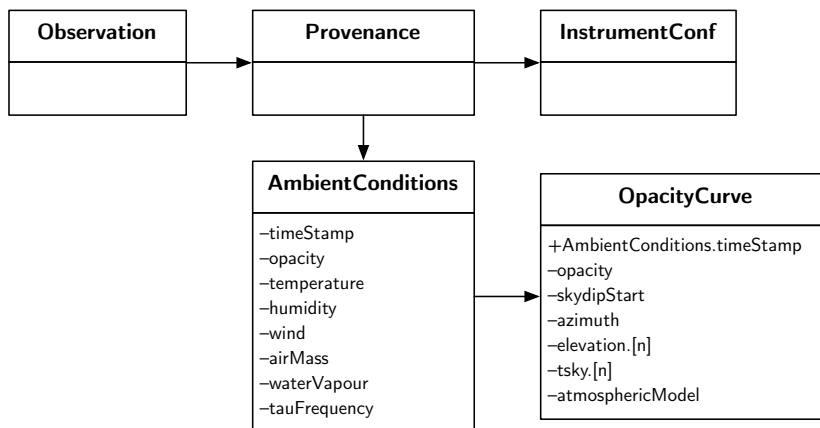 Observation
Provenance
InstrumentConf
AmbientConditions
–timeStamp
–opacity
–temperature
–humidity
–wind
–airMass
–waterVapour
–tauFrequency
OpacityCurve
+AmbientConditions.timeStamp
–opacity
–skydipStart
–azimuth
–elevation.[n]
–tsky.[n]
–atmosphericModel